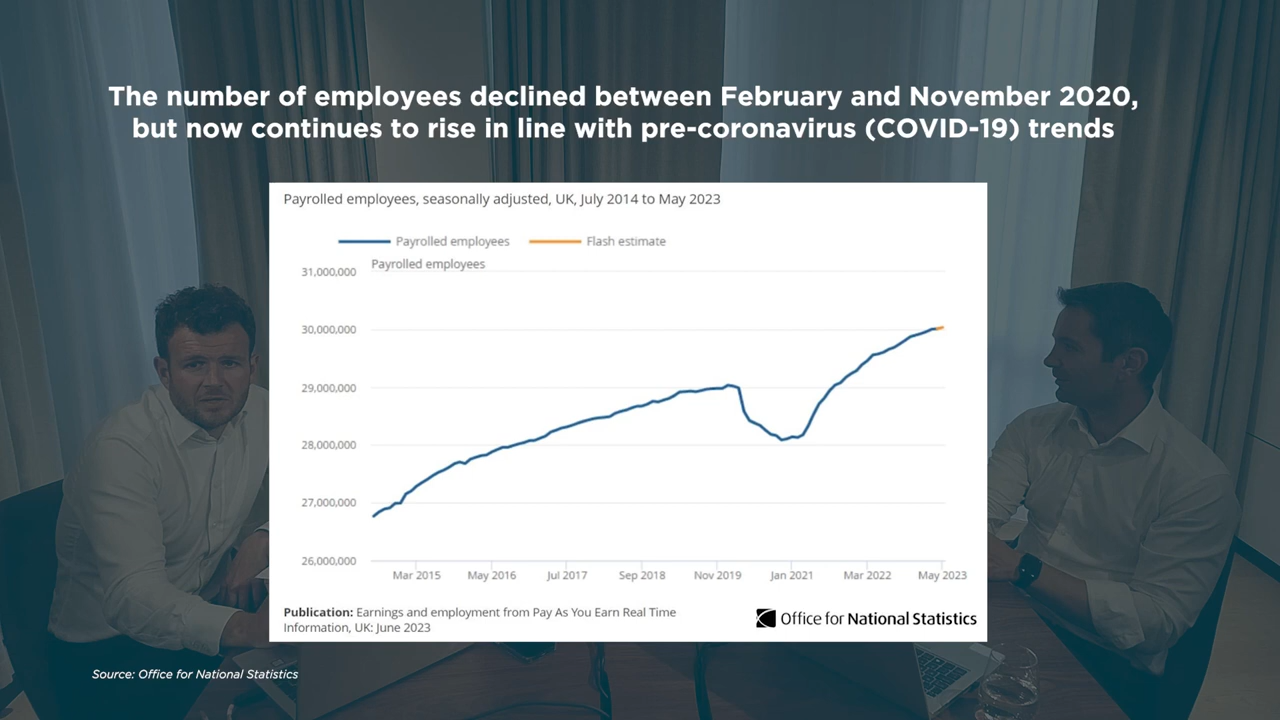 The number of employees declined between February and November 2020,
but now continues to rise in line with pre-coronavirus (COVID-19) trends
Payrolled employees, seasonally adjusted, UK, July 2014 to May 2023
Payrolled employees Flash estimate
Payrolled employees
31,000,000
30,000,000
29,000,000
28,000,000
27,000,000
26,000,000
Mar 2015 May 2016 Jul 2017 Sep 2018 Nov 2019 Jan 2021 Mar 2022 May 2023
Publication: Earnings and employment from Pay As You Earn Real Time
Information, UK: June 2023
Office for National Statistics
Source: Office for National Statistics